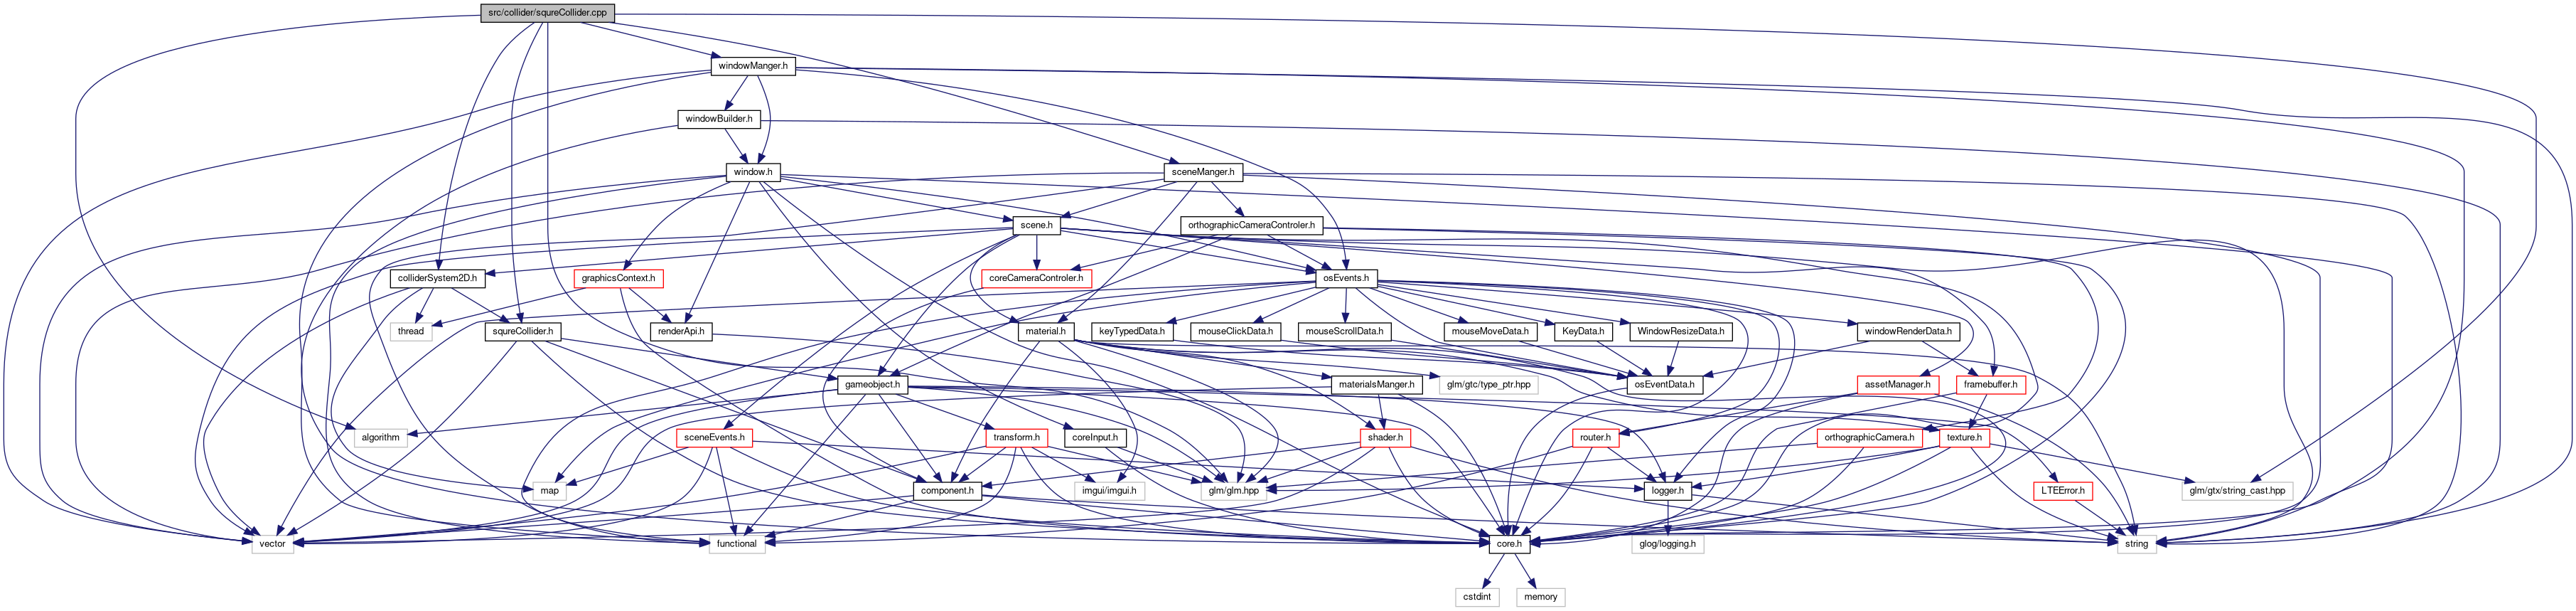 src/collider/squreCollider.cpp
windowManger.h
windowBuilder.h
window.h
sceneManger.h
scene.h
orthographicCameraControler.h
colliderSystem2D.h
graphicsContext.h
coreCameraControler.h
osEvents.h
thread
squreCollider.h
renderApi.h
material.h
keyTypedData.h
mouseClickData.h
mouseScrollData.h
mouseMoveData.h
KeyData.h
WindowResizeData.h
windowRenderData.h
gameobject.h
materialsManger.h
glm/gtc/type_ptr.hpp
osEventData.h
assetManager.h
framebuffer.h
algorithm
sceneEvents.h
transform.h
coreInput.h
shader.h
router.h
orthographicCamera.h
texture.h
map
component.h
imgui/imgui.h
glm/glm.hpp
logger.h
LTEError.h
glm/gtx/string_cast.hpp
vector
functional
core.h
glog/logging.h
string
cstdint
memory